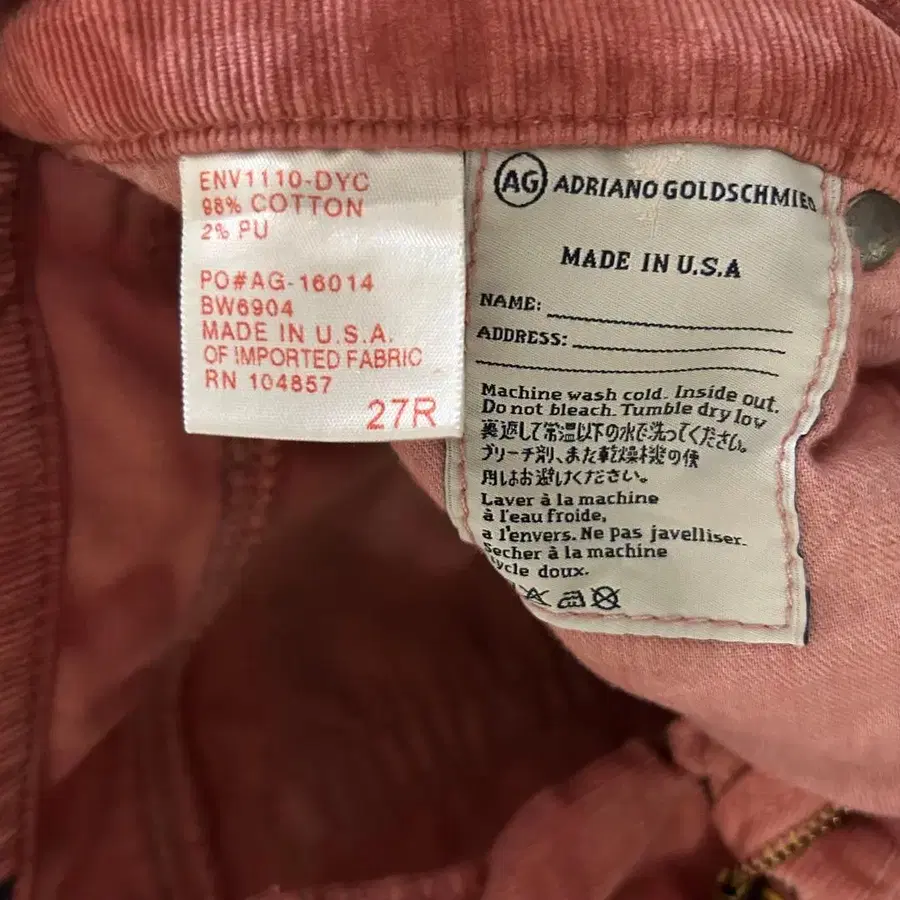 ENV1110-DYC
98% COTTON
2% PU
PO#AG-16014
BW6904
MADE IN U.S.A.
OF IMPORTED FABRIC
RN 104857
27R
AG ADRIANO GOLDSCHMIED
MADE IN U.S.A
NAME:
ADDRESS:
Machine wash cold. Inside out.
Do not bleach. Tumble dry low
裏返して常温以下の水で洗ってください。
ブリーチ剤、また乾燥機の使
用はお避けください。
Laver à la machine
à l'eau froide,
a l'envers. Ne pas javelliser.
Secher à la machine
cycle doux.